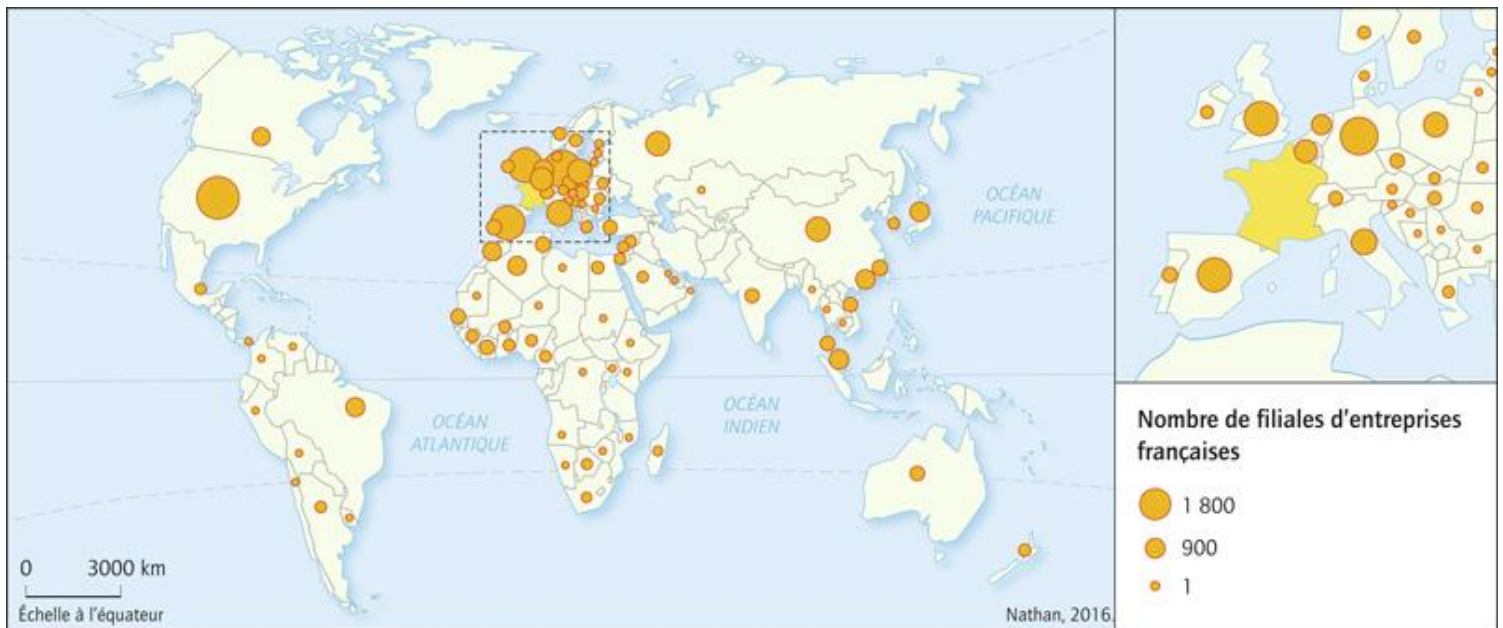 OCÉAN
PACIFIQUE
OCÉAN
ATLANTIQUE
OCÉAN
INDIEN
0 3000 km
Échelle à l'équateur
Nathan, 2016.
Nombre de filiales d'entreprises
françaises
1 800
900
1